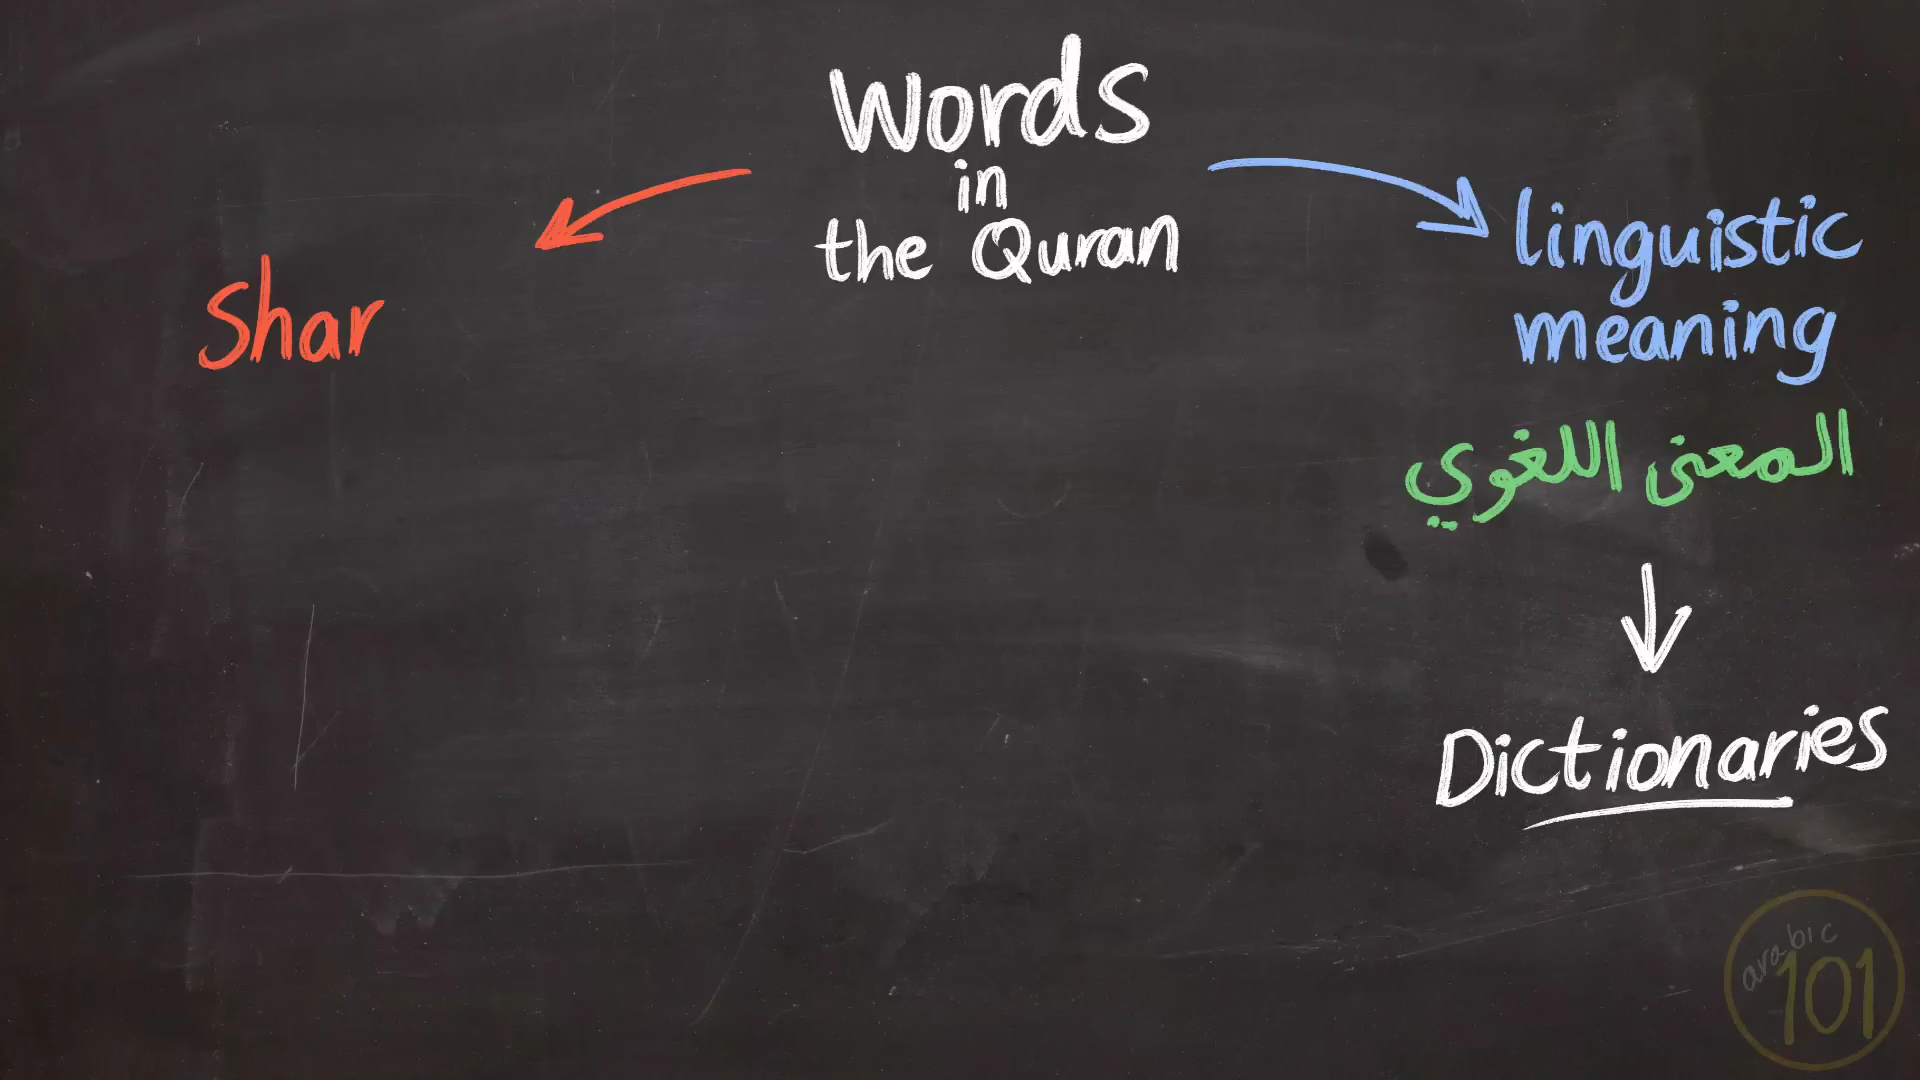 Words
in
the Quran
Shar
linguistic
meaning
المعنى اللغوي
Dictionaries
arabic
101